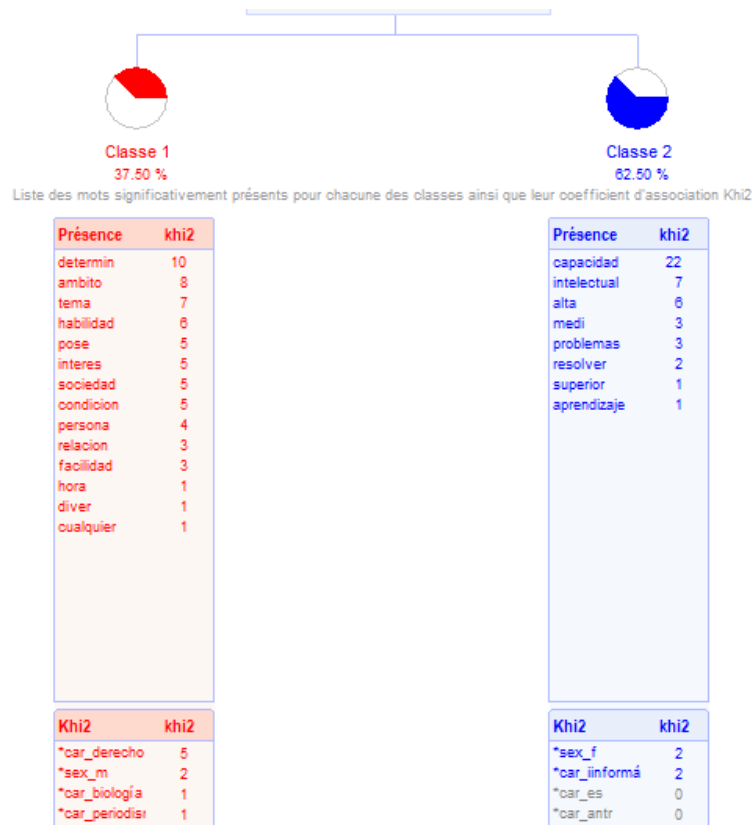 Classe 1
37.50 %
Classe 2
62.50 %
Liste des mots significativement présents pour chacune des classes ainsi que leur coefficient d'association Khi2
Présence khi2
determin 10
ambito 8
tema 7
habilidad 6
pose 5
interes 5
sociedad 5
condicion 5
persona 4
relacion 3
facilidad 3
hora 1
diver 1
cualquier 1
Khi2 khi2
*car_derecho 5
*sex_m 2
*car_biología 1
*car_periodisr 1
Présence khi2
capacidad 22
intelectual 7
alta 6
medi 3
problemas 3
resolver 2
superior 1
aprendizaje 1
Khi2 khi2
*sex_f 2
*car_iinformá 2
*car_es 0
*car_antr 0